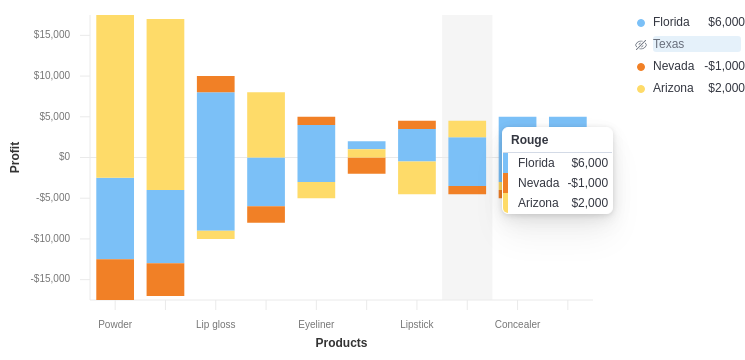 $15,000
$10,000
$5,000
$0
-$5,000
-$10,000
-$15,000
Profit
Powder
Lip gloss
Eyeliner
Lipstick
Concealer
Products
Florida $6,000
Texas
Nevada -$1,000
Arizona $2,000
Rouge
Florida $6,000
Nevada -$1,000
Arizona $2,000